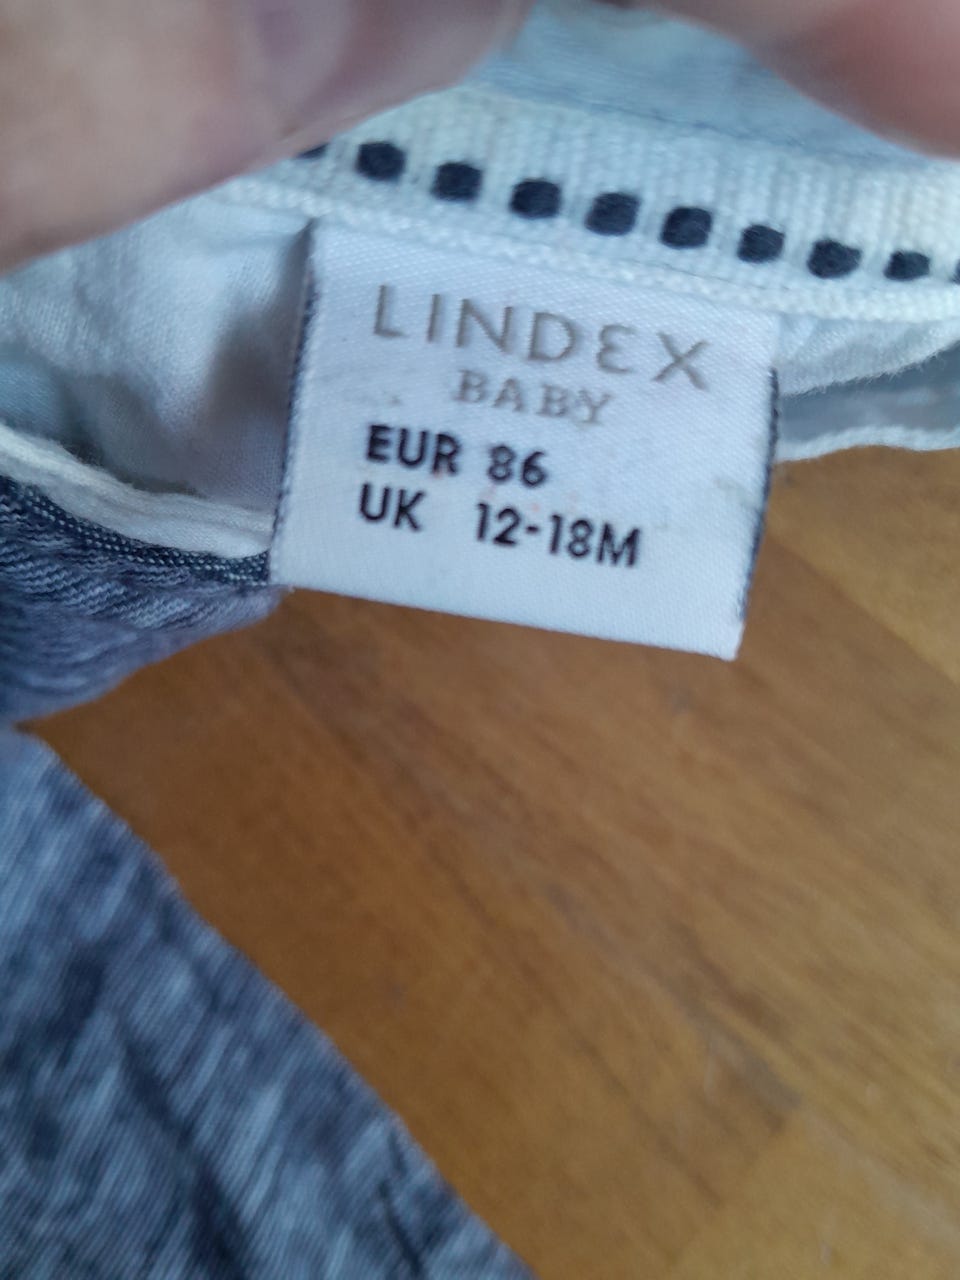 LINDEX
BABY
EUR 86
UK 12-18M